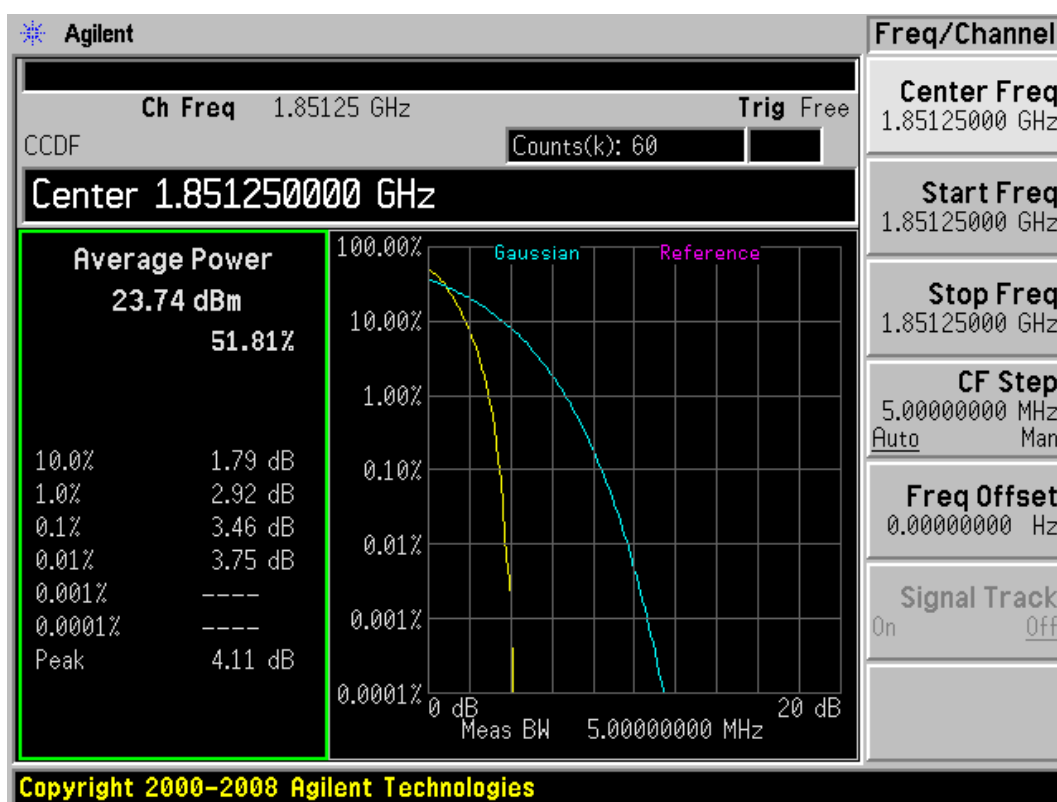 Agilent
Freq/Channel
Ch Freq 1.85125 GHz Trig Free
CCDF Counts(k): 60
Center 1.851250000 GHz
Average Power
23.74 dBm
51.81%
10.0% 1.79 dB
1.0% 2.92 dB
0.1% 3.46 dB
0.01% 3.75 dB
0.001% ----
0.0001% ----
Peak 4.11 dB
Gaussian Reference
100.00%
10.00%
1.00%
0.10%
0.01%
0.001%
0.0001%
0 dB 20 dB
Meas BW 5.00000000 MHz
Center Freq
1.85125000 GHz
Start Freq
1.85125000 GHz
Stop Freq
1.85125000 GHz
CF Step
5.00000000 MHz
Auto Man
Freq Offset
0.00000000 Hz
Signal Track
On Off
Copyright 2000-2008 Agilent Technologies